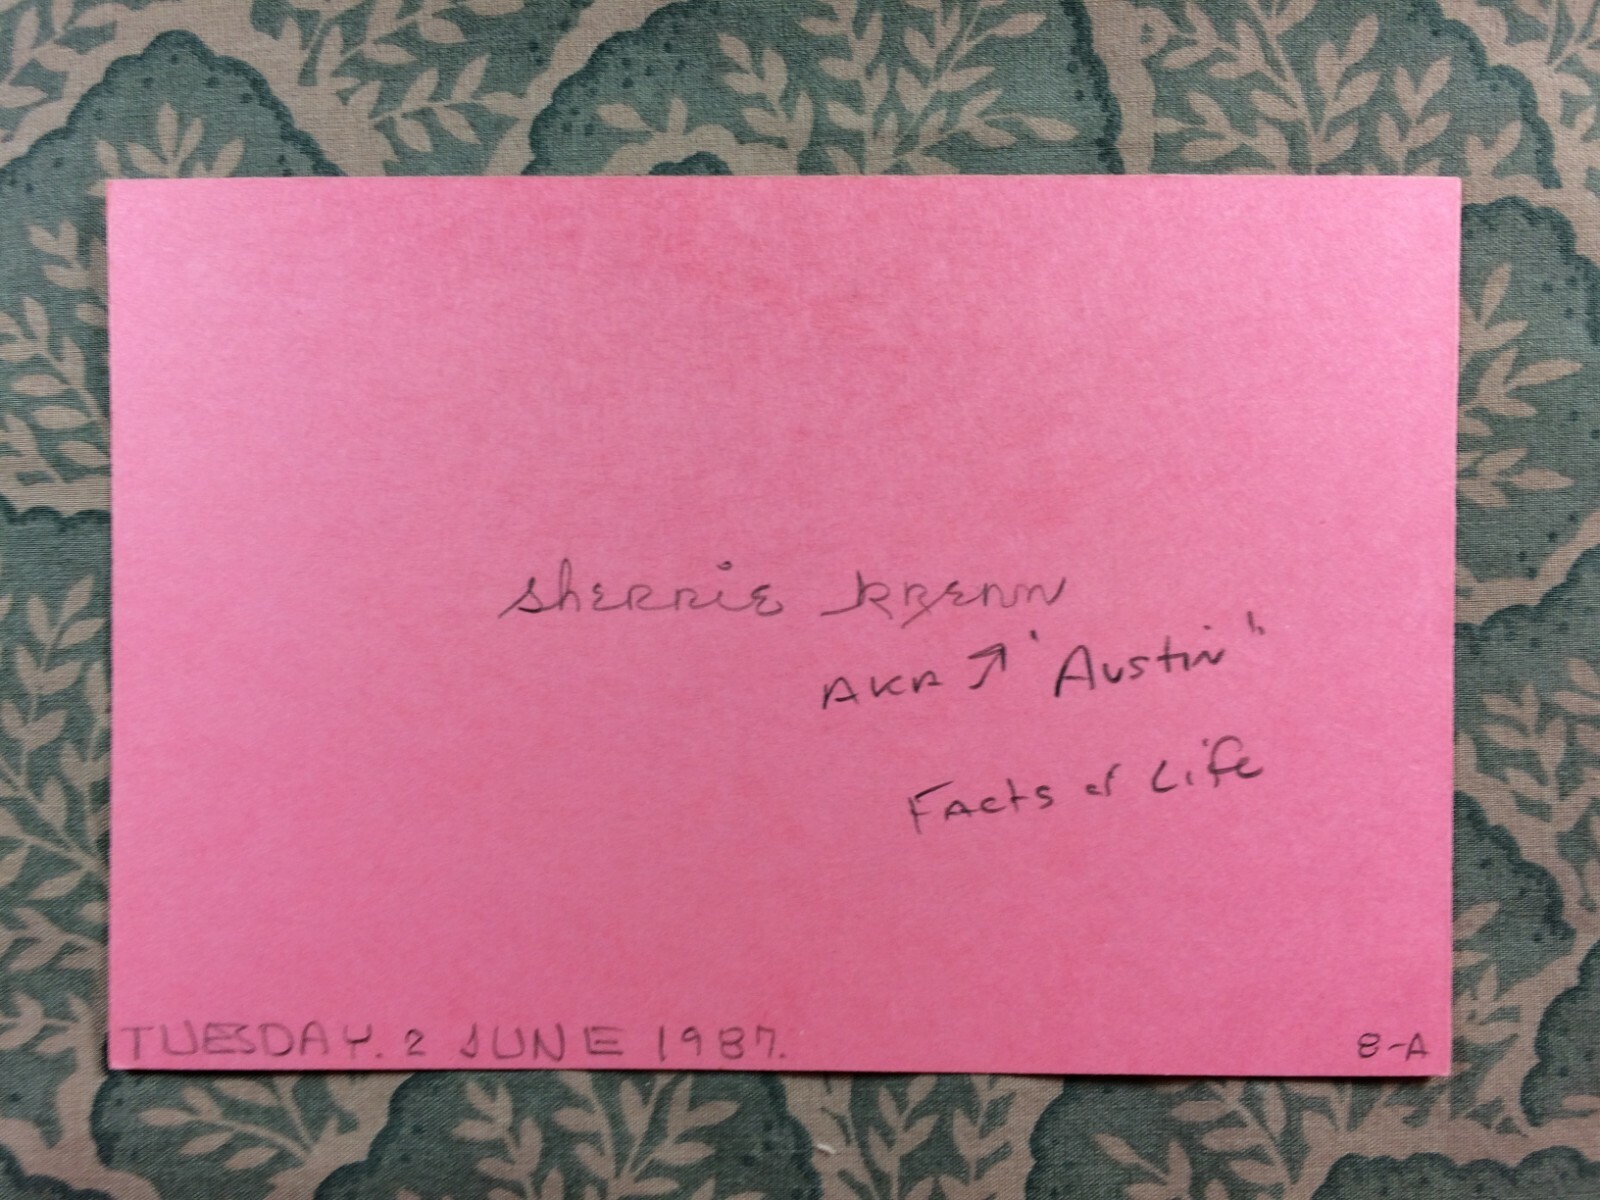 Sherrie Krenn
AKA ↗ "Austin"
Facts of Life
TUESDAY. 2 JUNE 1987.
8-A